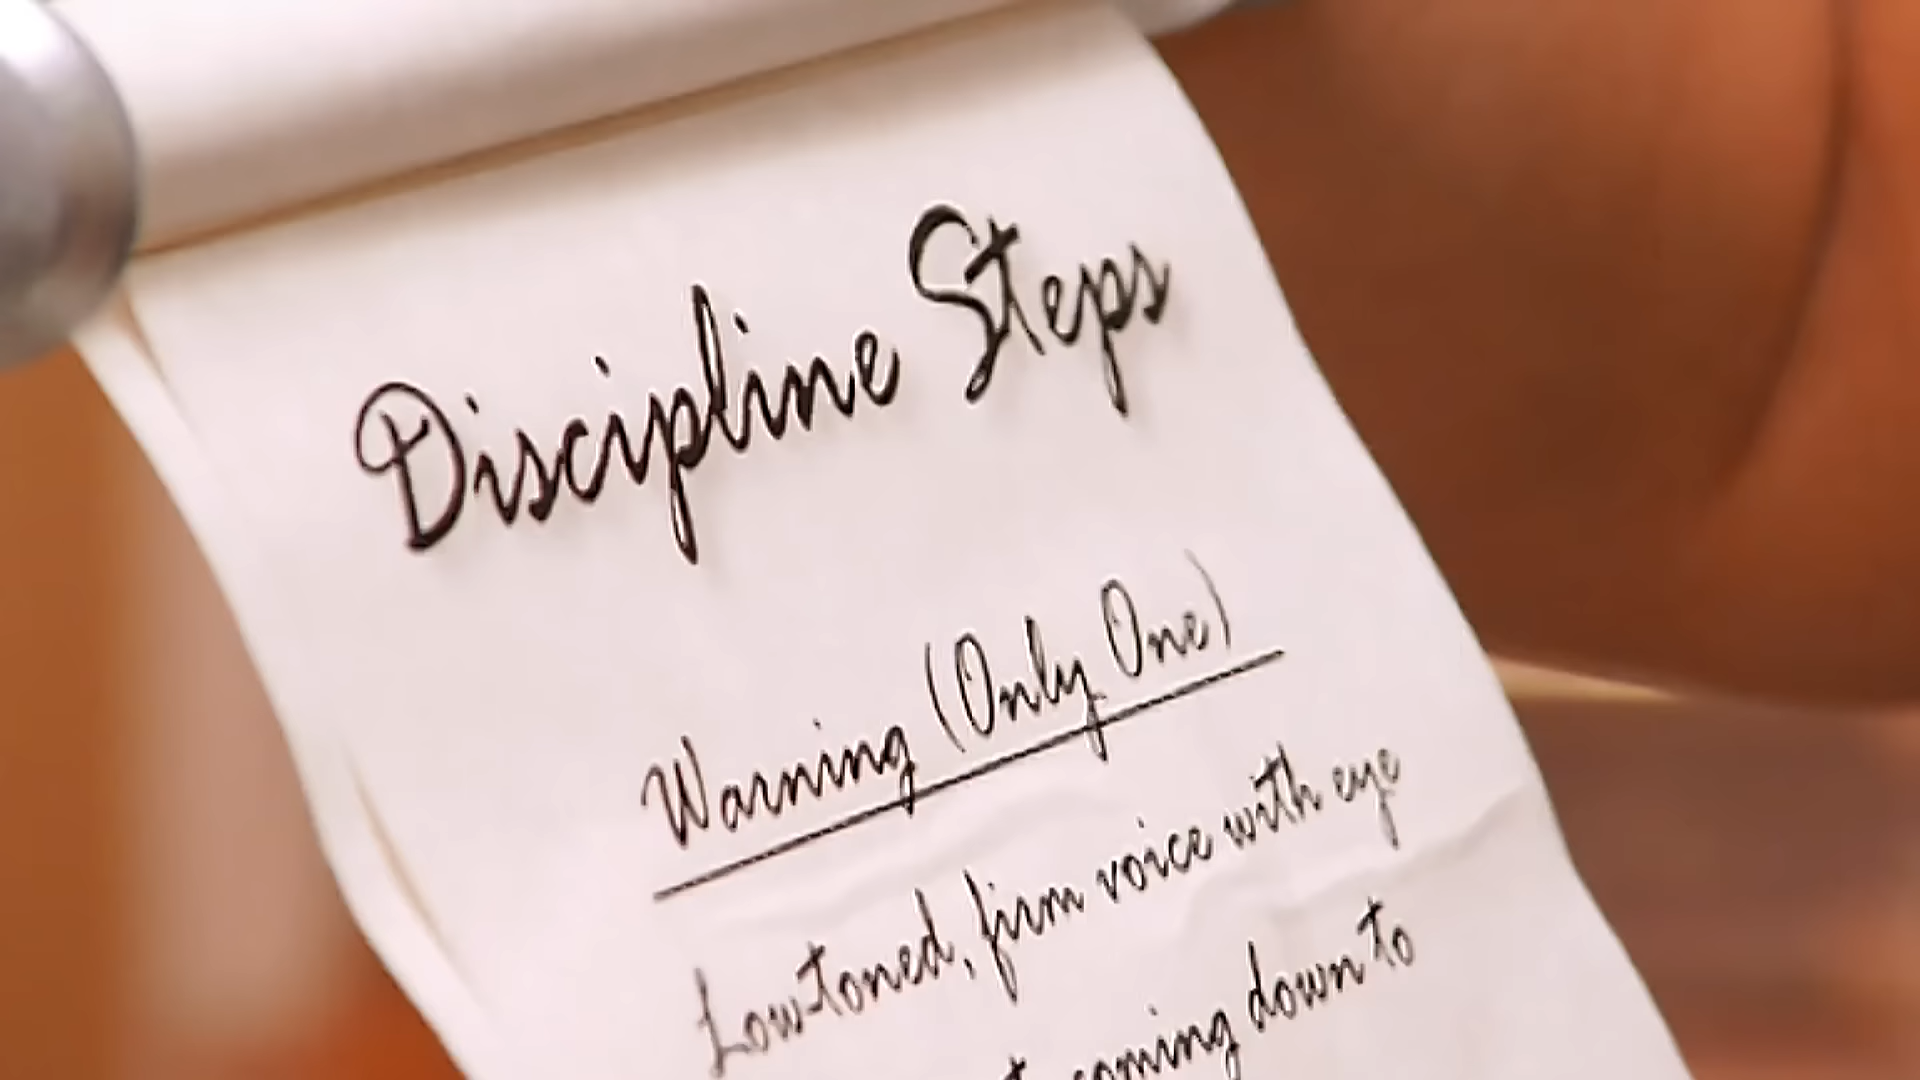 Discipline Steps
Warning (Only One)
Low-toned, firm voice with eye
coming down to